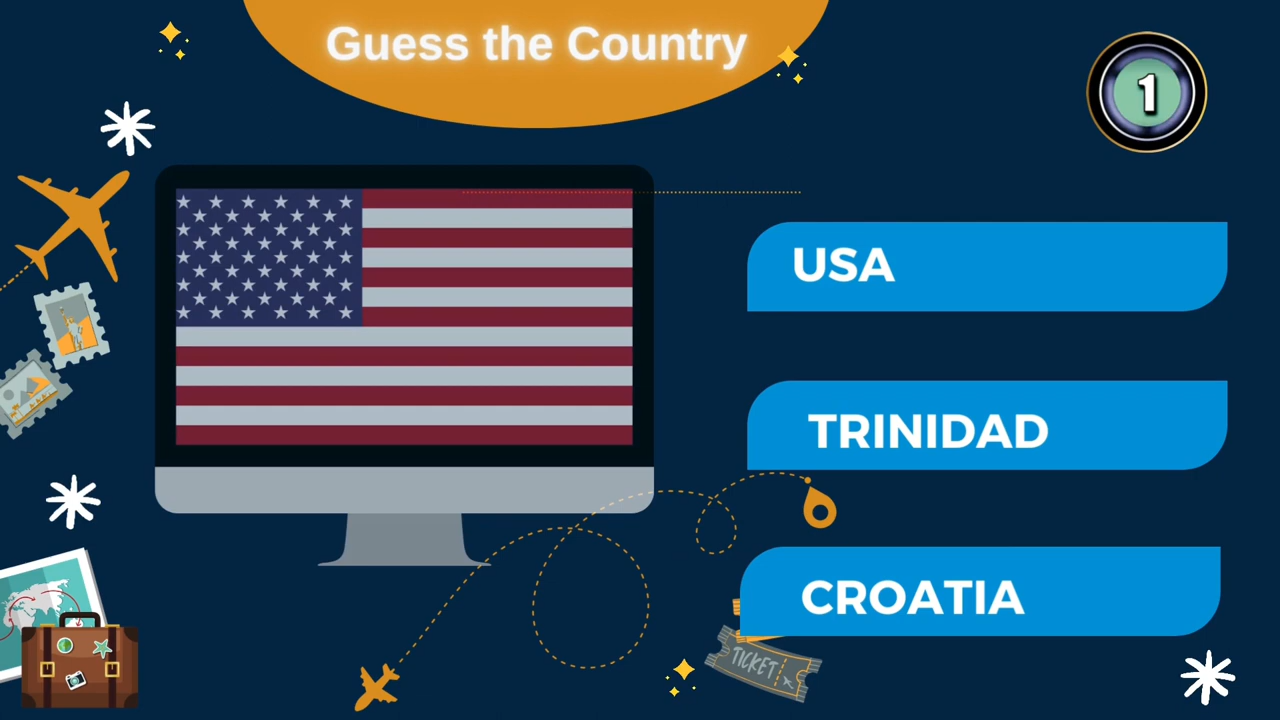 Guess the Country
1
USA
TRINIDAD
CROATIA
TICKET